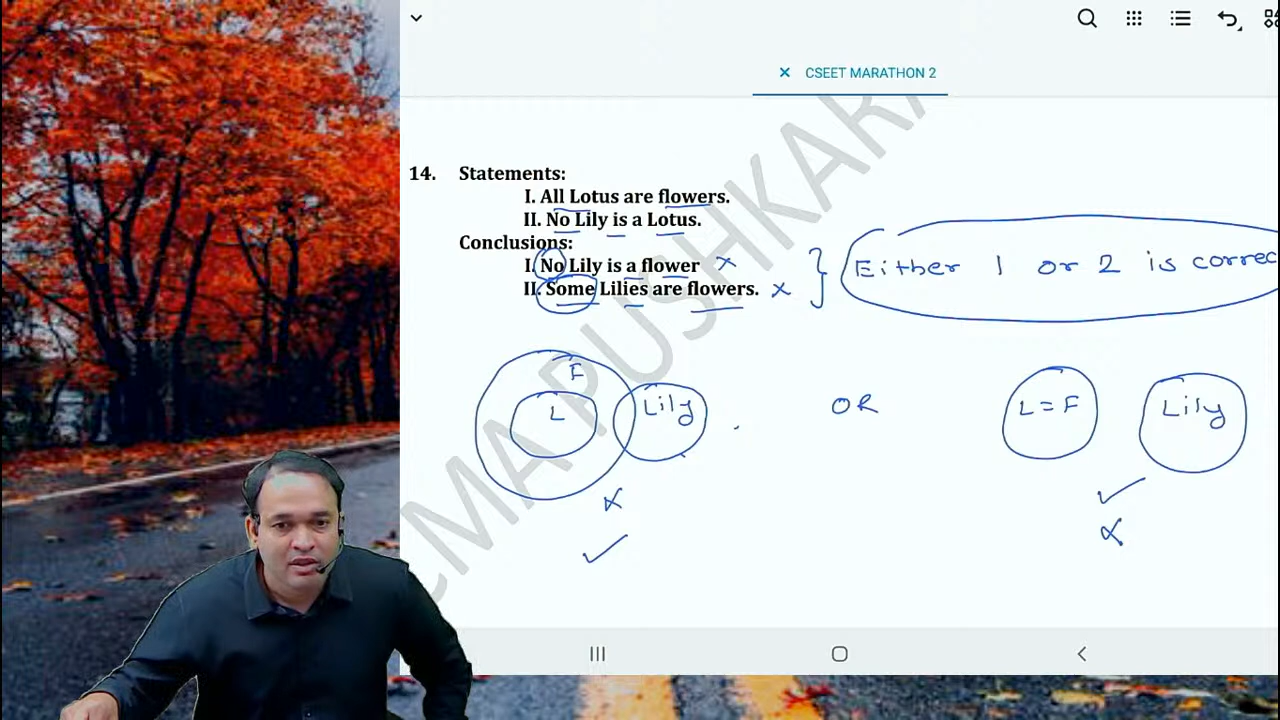 CSEET MARATHON 2
14. Statements:
I. All Lotus are flowers.
II. No Lily is a Lotus.
Conclusions:
I. No Lily is a flower ×
II. Some Lilies are flowers. ×
} Either 1 or 2 is correc
F
L
Lily
OR
L = F
Lily